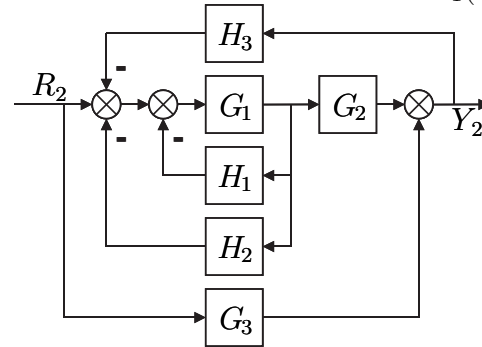 H₃
-
R₂
G₁
G₂
Y₂
-
-
H₁
H₂
G₃